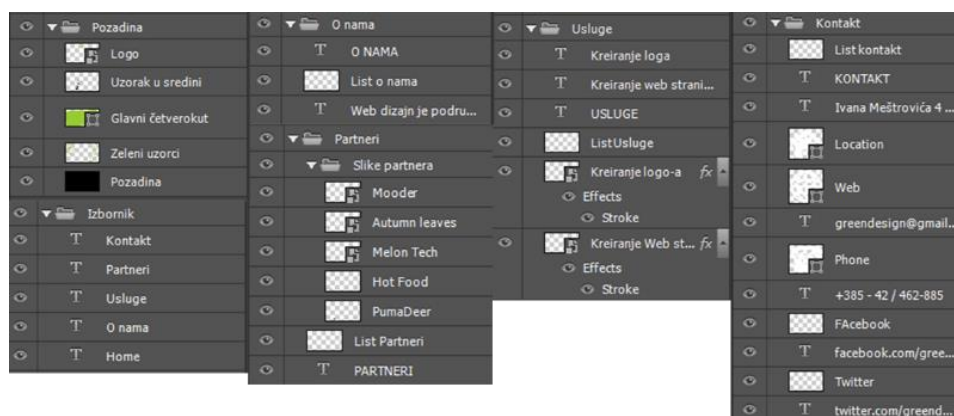 Pozadina
Logo
Uzorak u sredini
Glavni četverokut
Zeleni uzorci
Pozadina
Izbornik
T Kontakt
T Partneri
T Usluge
T O nama
T Home
O nama
T O NAMA
List o nama
T Web dizajn je podru...
Partneri
Slike partnera
Mooder
Autumn leaves
Melon Tech
Hot Food
PumaDeer
List Partneri
T PARTNERI
Usluge
T Kreiranje loga
T Kreiranje web strani...
T USLUGE
ListUsluge
Kreiranje logo-a fx
Effects
Stroke
Kreiranje Web st... fx
Effects
Stroke
Kontakt
List kontakt
T KONTAKT
T Ivana Meštrovića 4 ...
Location
Web
T greendesign@gmail...
Phone
T +385 - 42 / 462-885
FAcebook
T facebook.com/gree...
Twitter
T twitter.com/greend...